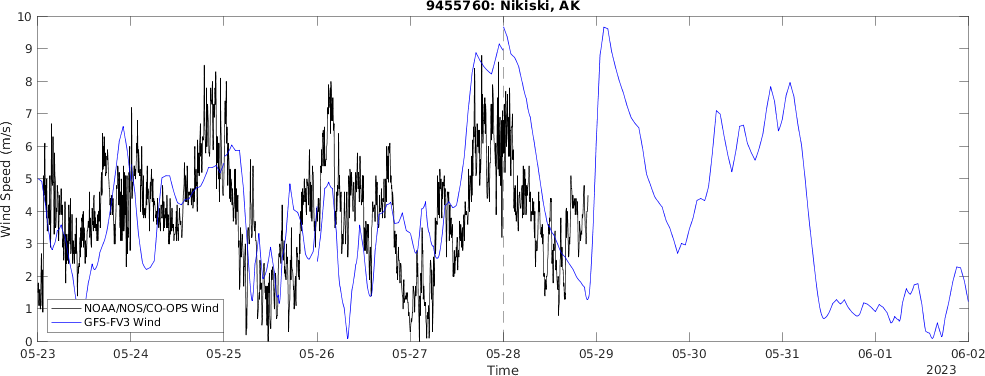 9455760: Nikiski, AK
10
9
8
7
6
5
4
3
2
1
0
Wind Speed (m/s)
NOAA/NOS/CO-OPS Wind
GFS-FV3 Wind
05-23 05-24 05-25 05-26 05-27 05-28 05-29 05-30 05-31 06-01 06-02
Time
2023